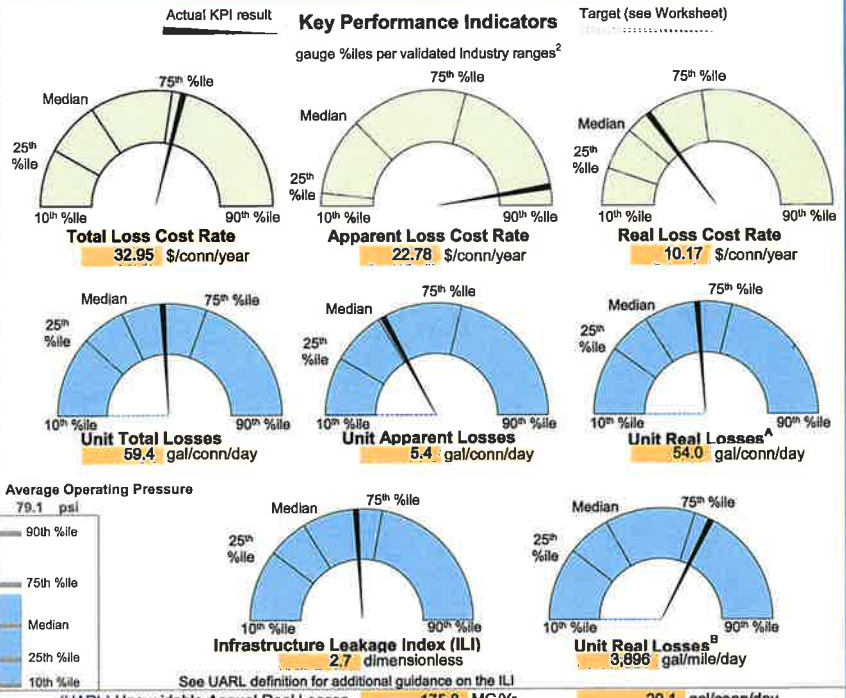 Actual KPI result
Key Performance Indicators
Target (see Worksheet)
gauge %iles per validated Industry ranges2
25th %ile
Median
75th %ile
10th %ile
90th %ile
Total Loss Cost Rate
32.95 $/conn/year
25th %ile
Median
75th %ile
10th %ile
90th %ile
Apparent Loss Cost Rate
22.78 $/conn/year
25th %ile
Median
75th %ile
10th %ile
90th %ile
Real Loss Cost Rate
10.17 $/conn/year
25th %ile
Median
75th %ile
10th %ile
90th %ile
Unit Total Losses
59.4 gal/conn/day
25th %ile
Median
75th %ile
10th %ile
90th %ile
Unit Apparent Losses
5.4 gal/conn/day
25th %ile
Median
75th %ile
10th %ile
90th %ile
Unit Real LossesA
54.0 gal/conn/day
Average Operating Pressure
79.1 psi
90th %ile
75th %ile
Median
25th %ile
10th %ile
25th %ile
Median
75th %ile
10th %ile
90th %ile
Infrastructure Leakage Index (ILI)
2.7 dimensionless
See UARL definition for additional guidance on the ILI
25th %ile
Median
75th %ile
10th %ile
90th %ile
Unit Real LossesB
3,896 gal/mile/day